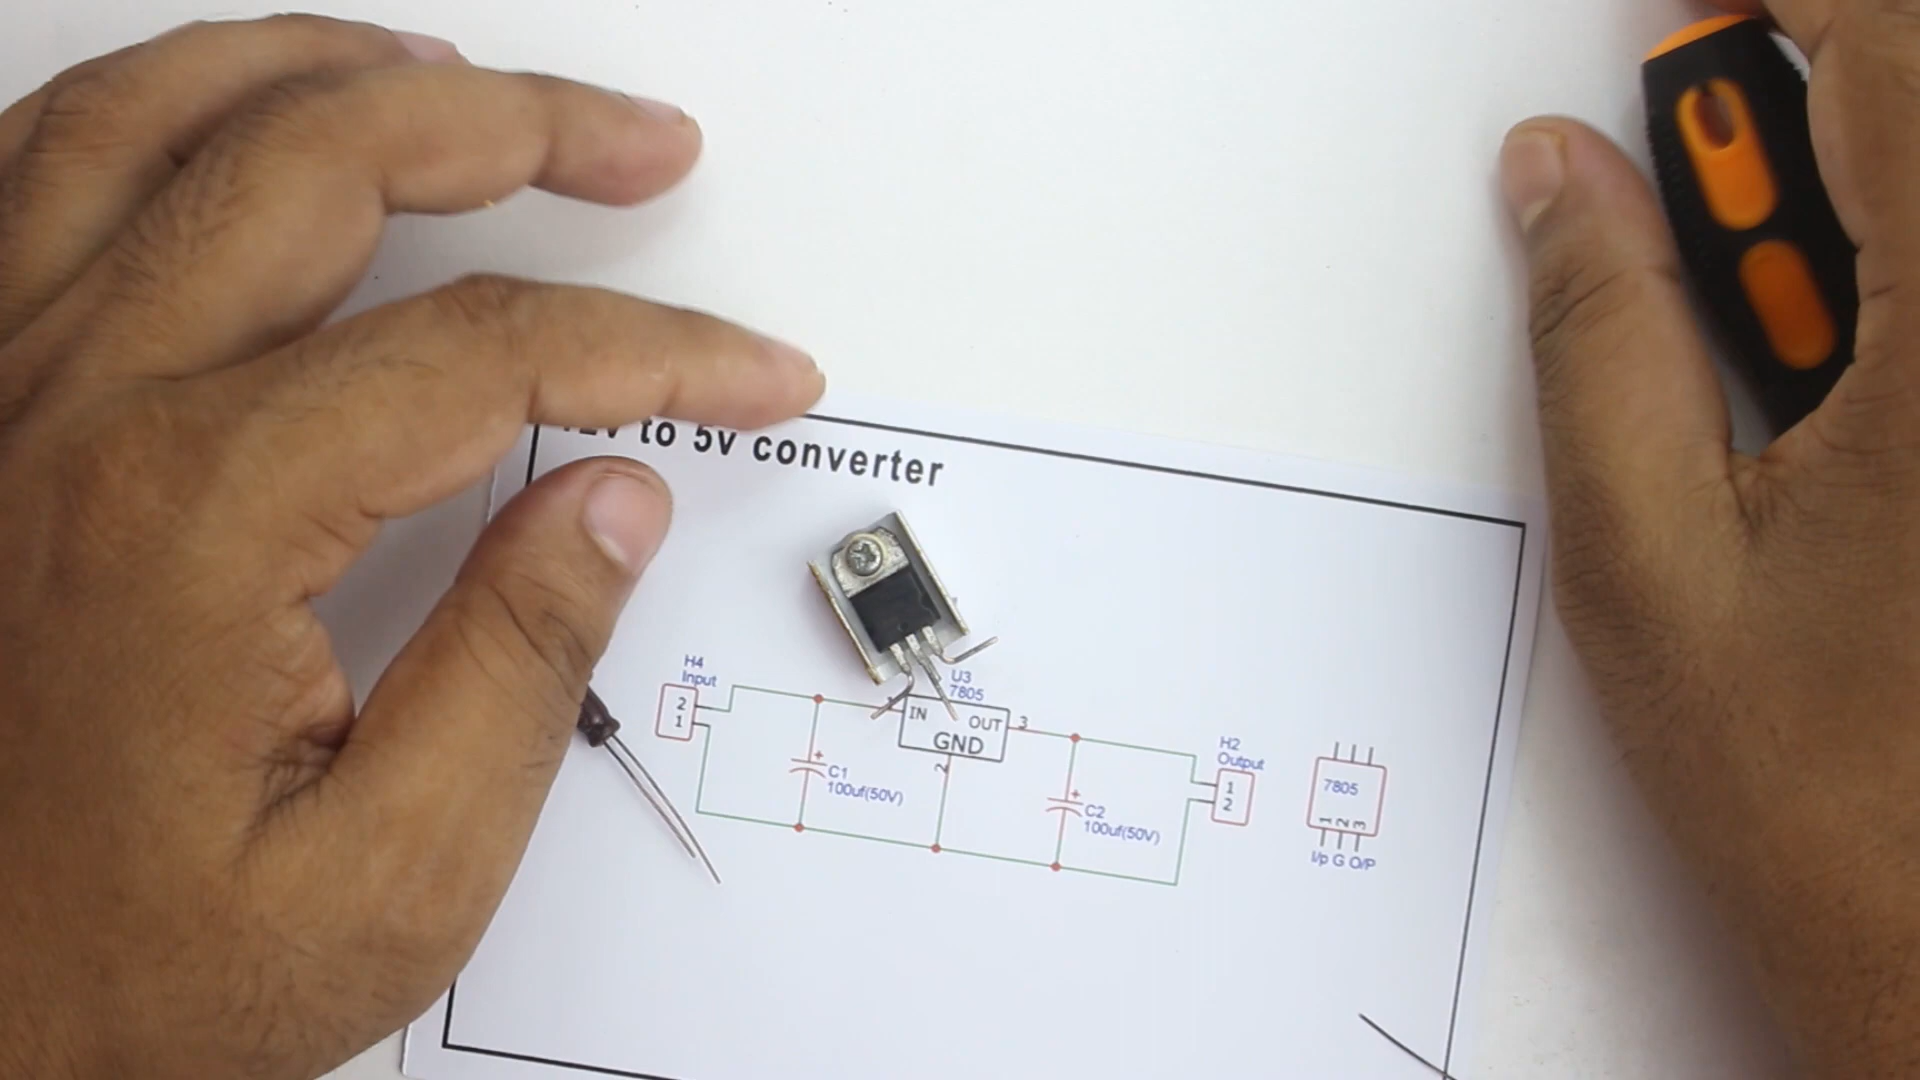 to 5v converter
H4
Input
2
1
U3
7805
1
IN
OUT
3
GND
2
C1
100uf(50V)
C2
100uf(50V)
H2
Output
1
2
7805
1 2 3
I/p G O/P